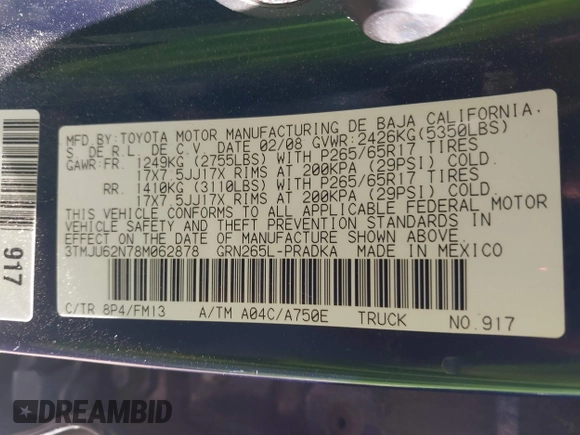 MFD.BY:TOYOTA MOTOR MANUFACTURING DE BAJA CALIFORNIA,
S. DE R.L. DE C.V. DATE 02/08 GVWR:2426KG(5350LBS)
GAWR:FR. 1249KG (2755LBS) WITH P265/65R17 TIRES
17X7.5JJ17X RIMS AT 200KPA (29PSI) COLD.
RR. 1410KG (3110LBS) WITH P265/65R17 TIRES
17X7.5JJ17X RIMS AT 200KPA (29PSI) COLD.
THIS VEHICLE CONFORMS TO ALL APPLICABLE FEDERAL MOTOR
VEHICLE SAFETY AND THEFT PREVENTION STANDARDS IN
EFFECT ON THE DATE OF MANUFACTURE SHOWN ABOVE
3TMJU62N78M062878 GRN265L-PRADKA MADE IN MEXICO
C/TR 8P4/FM13 A/TM A04C/A750E TRUCK NO.917
917
DREAMBID